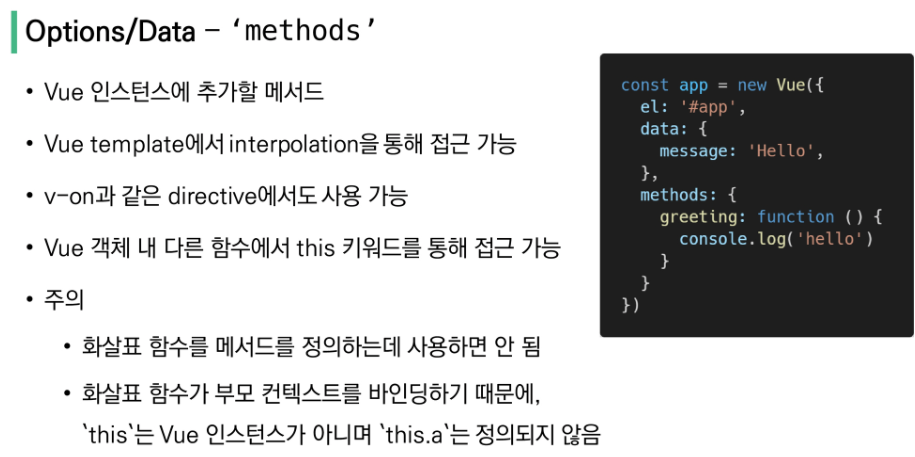 Options/Data – ‘methods’
• Vue 인스턴스에 추가할 메서드
• Vue template에서 interpolation을 통해 접근 가능
• v-on과 같은 directive에서도 사용 가능
• Vue 객체 내 다른 함수에서 this 키워드를 통해 접근 가능
• 주의
• 화살표 함수를 메서드를 정의하는데 사용하면 안 됨
• 화살표 함수가 부모 컨텍스트를 바인딩하기 때문에,
`this`는 Vue 인스턴스가 아니며 `this.a`는 정의되지 않음
const app = new Vue({
  el: '#app',
  data: {
    message: 'Hello',
  },
  methods: {
    greeting: function () {
      console.log('hello')
    }
  }
})